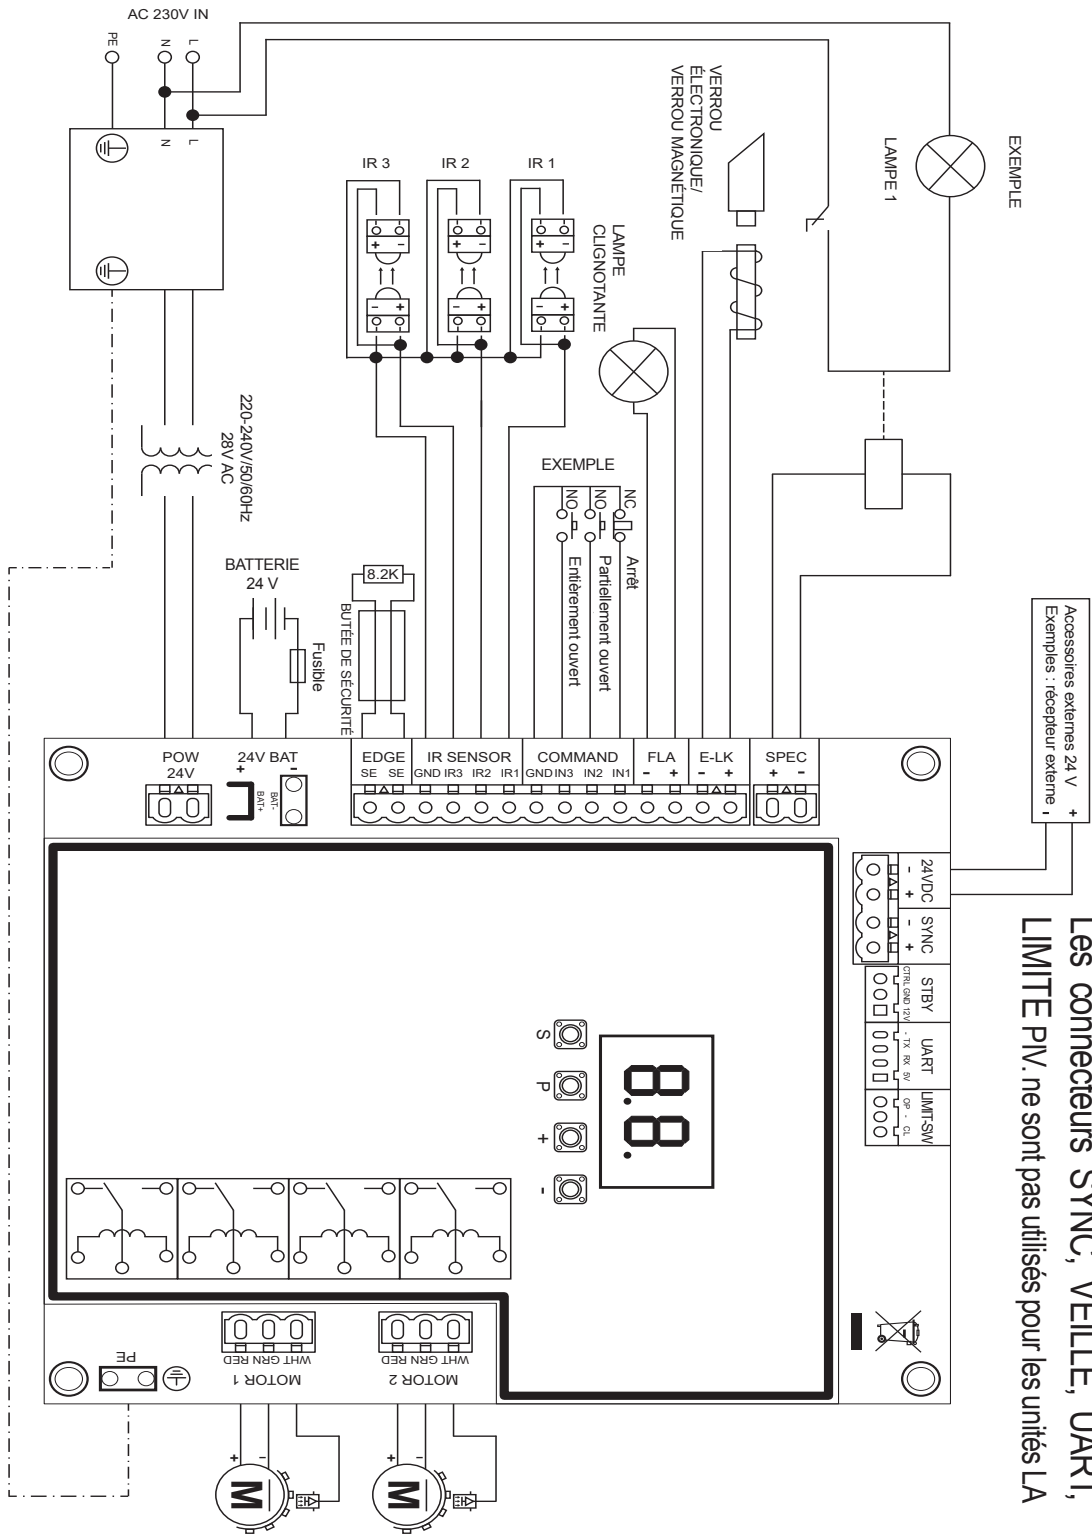 AC 230V IN
PE
N
L
N
L
EXEMPLE
LAMPE 1
VERROU
ÉLECTRONIQUE/
VERROU MAGNÉTIQUE
IR 3
IR 2
IR 1
+ -
+ -
+ -
- +
- +
- +
LAMPE
CLIGNOTANTE
220-240V/50/60Hz
28V AC
EXEMPLE
NO
NO
NC
Entièrement ouvert
Partiellement ouvert
Arrêt
BATTERIE
24 V
Fusible
8.2K
BUTÉE DE SÉCURITÉ
Accessoires externes 24 V
Exemples : récepteur externe
- +
Les connecteurs SYNC, VEILLE, UART,
LIMITE PIV. ne sont pas utilisés pour les unités LA
POW
24V
24V BAT
+ -
BAT+
BAT-
EDGE
SE SE
IR SENSOR
GND IR3 IR2 IR1
COMMAND
GND IN3 IN2 IN1
FLA
- +
E-LK
- +
SPEC
+ -
24VDC
- +
SYNC
- +
STBY
CTRL GND 12V
UART
- TX RX 5V
LIMIT-SW
OP - CL
8.8.
S
P
+
-
PE
WHT GRN RED
MOTOR 1
WHT GRN RED
MOTOR 2
+ -
M
+ -
M